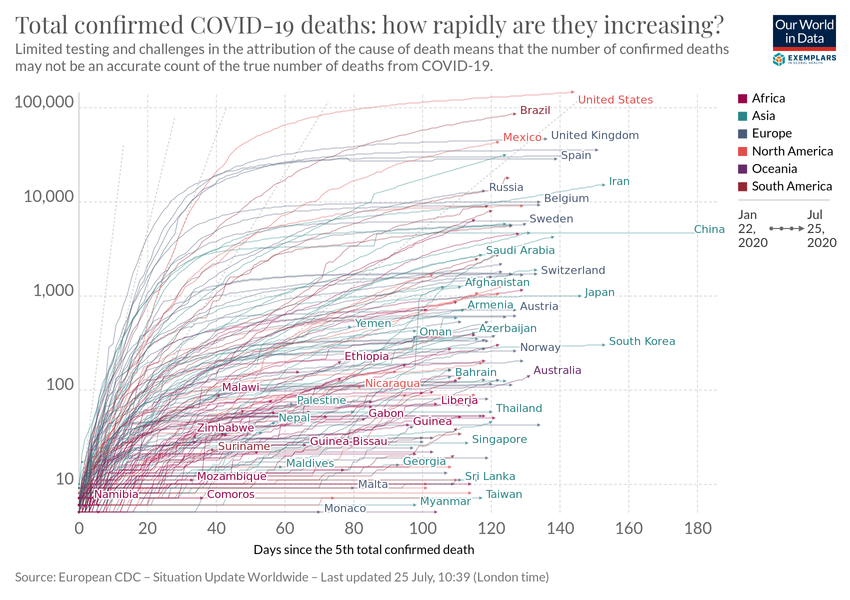 Total confirmed COVID-19 deaths: how rapidly are they increasing?
Limited testing and challenges in the attribution of the cause of death means that the number of confirmed deaths
may not be an accurate count of the true number of deaths from COVID-19.
Our World
in Data
EXEMPLARS
IN GLOBAL HEALTH
100,000
10,000
1,000
100
10
United States
Brazil
United Kingdom
Mexico
Spain
Iran
Russia
Belgium
Sweden
China
Saudi Arabia
Switzerland
Afghanistan
Japan
Armenia
Austria
Yemen
Oman
Azerbaijan
South Korea
Norway
Ethiopia
Australia
Bahrain
Nicaragua
Malawi
Palestine
Liberia
Thailand
Gabon
Nepal
Guinea
Zimbabwe
Guinea-Bissau
Singapore
Suriname
Maldives
Georgia
Mozambique
Sri Lanka
Malta
Namibia
Comoros
Taiwan
Myanmar
Monaco
0
20
40
60
80
100
120
140
160
180
Days since the 5th total confirmed death
Africa
Asia
Europe
North America
Oceania
South America
Jan
22,
2020
Jul
25,
2020
Source: European CDC – Situation Update Worldwide – Last updated 25 July, 10:39 (London time)